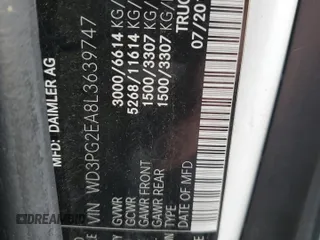 MFD: DAIMLER AG
VIN WD3PG2EA8L3639747
GVWR 3000/6614 KG/
GCWR 5268/11614 KG/
GAWR FRONT 1500/3307 KG/
GAWR REAR 1500/3307 KG/
TYPE TRUC
DATE OF MFD 07/20